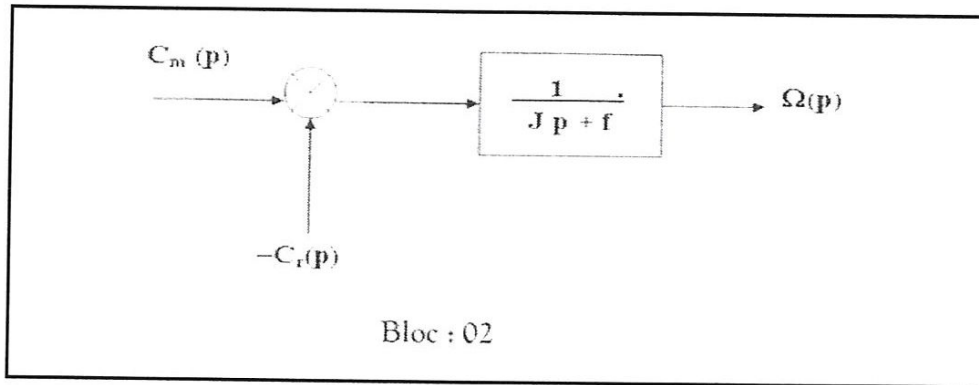 Cm (p)
1 .
J p + f
Ω(p)
−Cr(p)
Bloc : 02